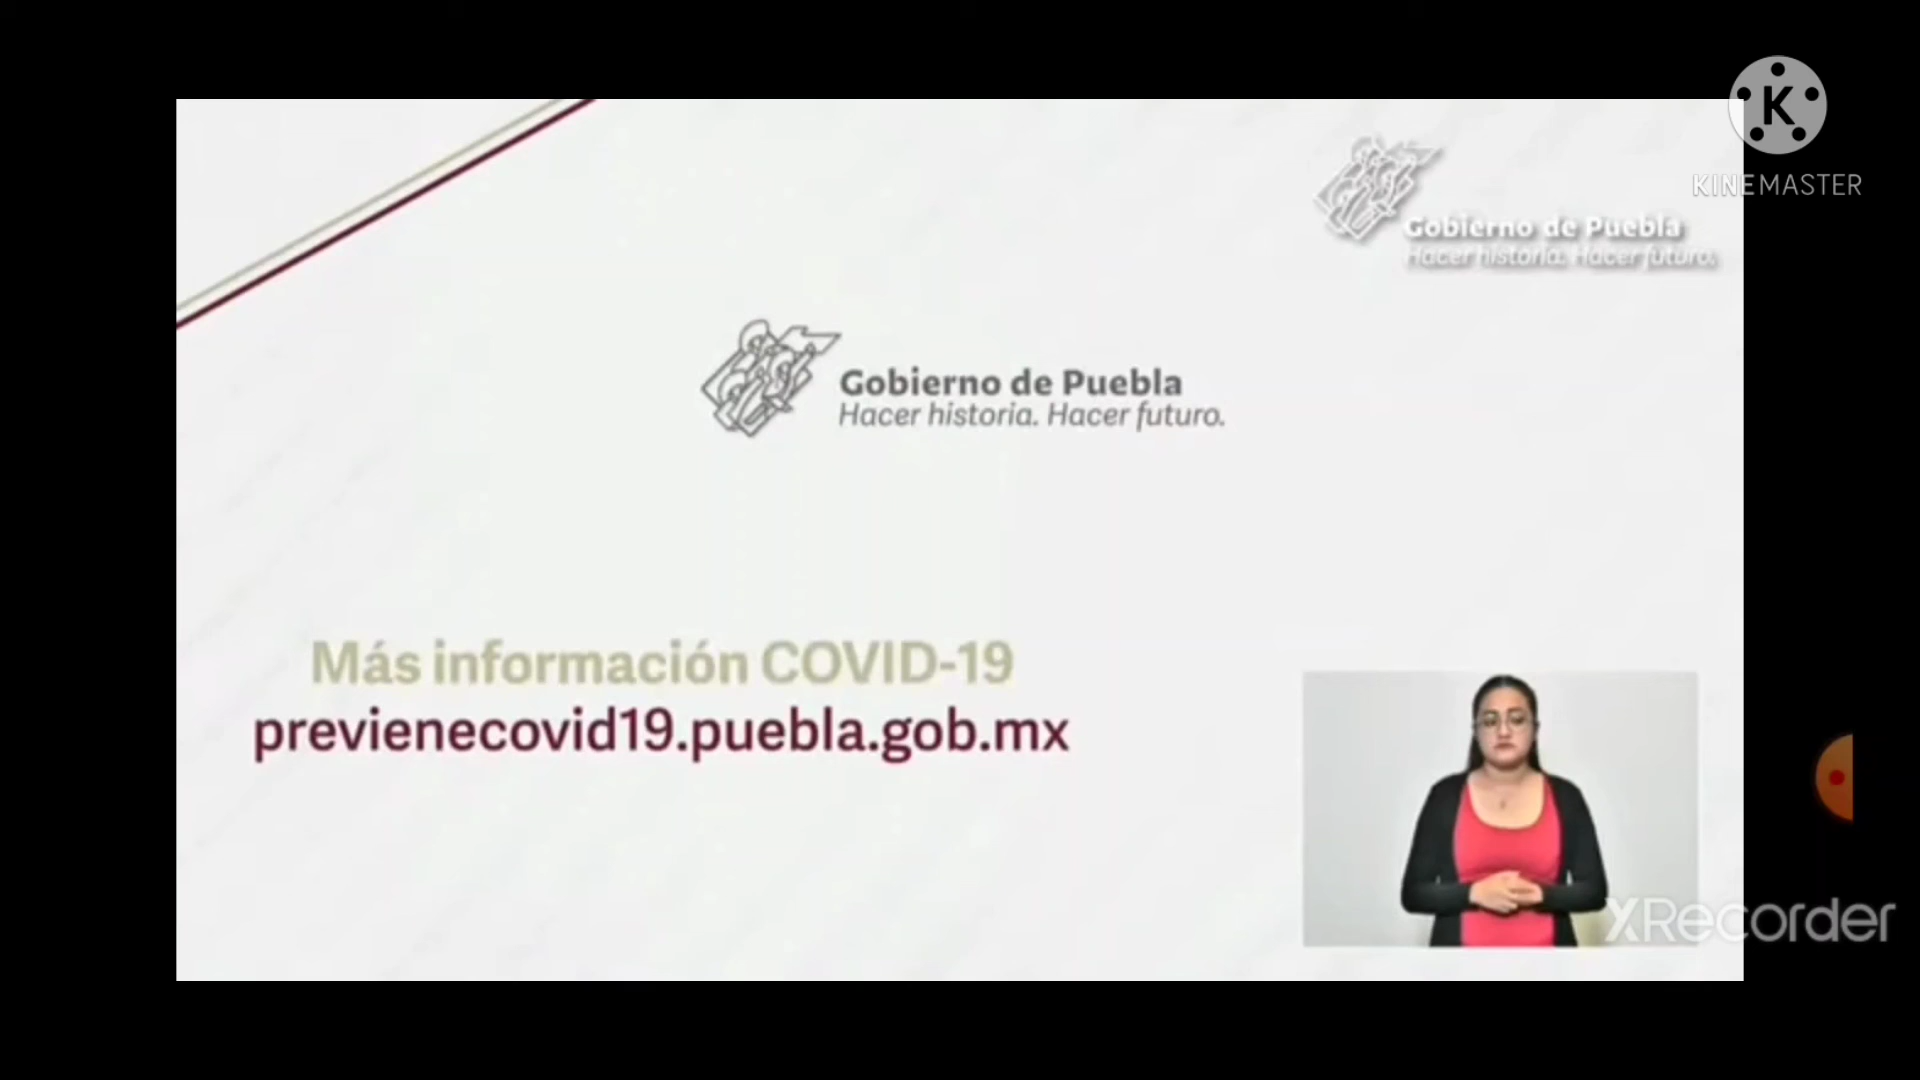 K
KINEMASTER
Gobierno de Puebla
Hacer historia. Hacer futuro.
Gobierno de Puebla
Hacer historia. Hacer futuro.
Más información COVID-19
previenecovid19.puebla.gob.mx
XRecorder